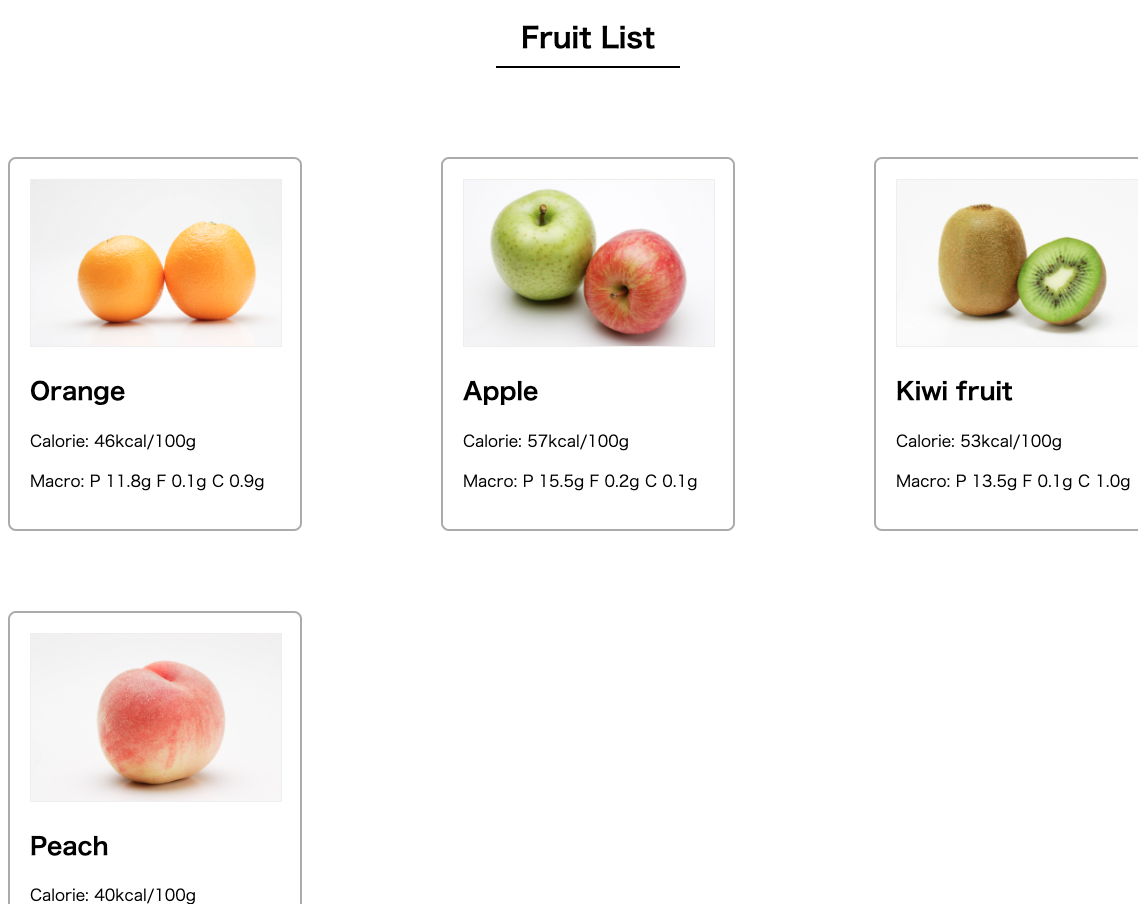 Fruit List
Orange
Calorie: 46kcal/100g
Macro: P 11.8g F 0.1g C 0.9g
Apple
Calorie: 57kcal/100g
Macro: P 15.5g F 0.2g C 0.1g
Kiwi fruit
Calorie: 53kcal/100g
Macro: P 13.5g F 0.1g C 1.0g
Peach
Calorie: 40kcal/100g